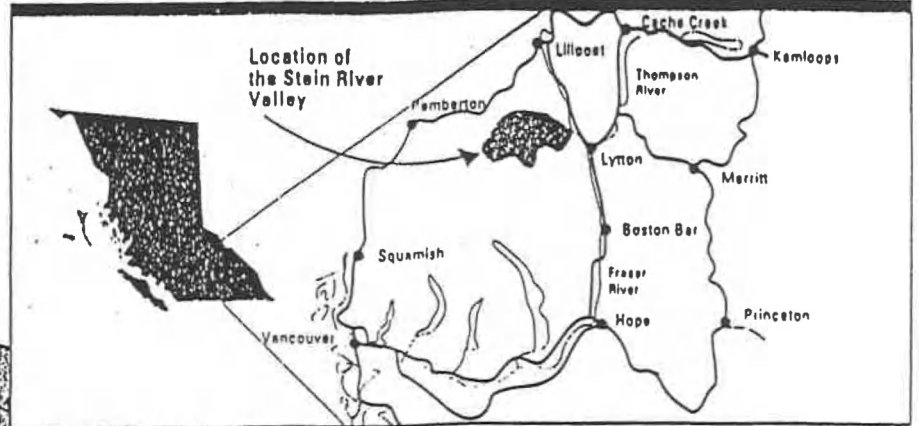 Location of
the Stein River
Valley
Cache Creek
Lillooet
Kamloops
Thompson
River
Pemberton
Lytton
Merritt
Boston Bar
Squamish
Fraser
River
Hope
Princeton
Vancouver